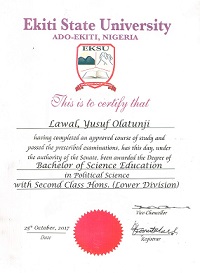 Ekiti State University
ADO-EKITI, NIGERIA
EKSU
This is to certify that
Lawal, Yusuf Olatunji
having completed an approved course of study and
passed the prescribed examinations, has this day, under
the authority of the Senate, been awarded the Degree of
Bachelor of Science Education
in Political Science
with Second Class Hons. (Lower Division)
Vice Chancellor
28th October, 2017
Date
Registrar